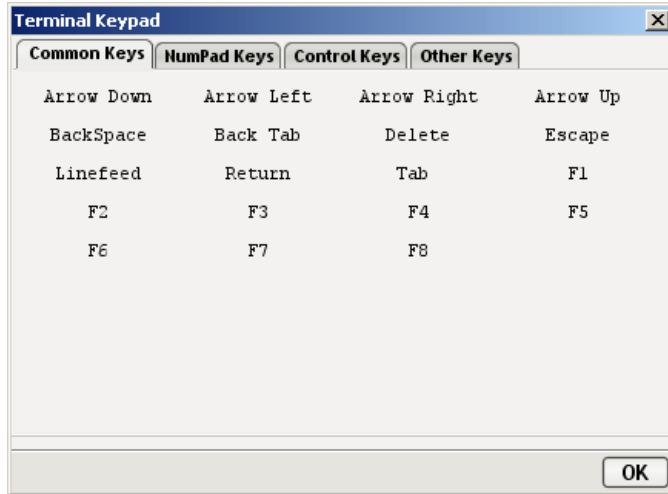 Terminal Keypad
Common Keys NumPad Keys Control Keys Other Keys
Arrow Down Arrow Left Arrow Right Arrow Up
BackSpace Back Tab Delete Escape
Linefeed Return Tab F1
F2 F3 F4 F5
F6 F7 F8
OK